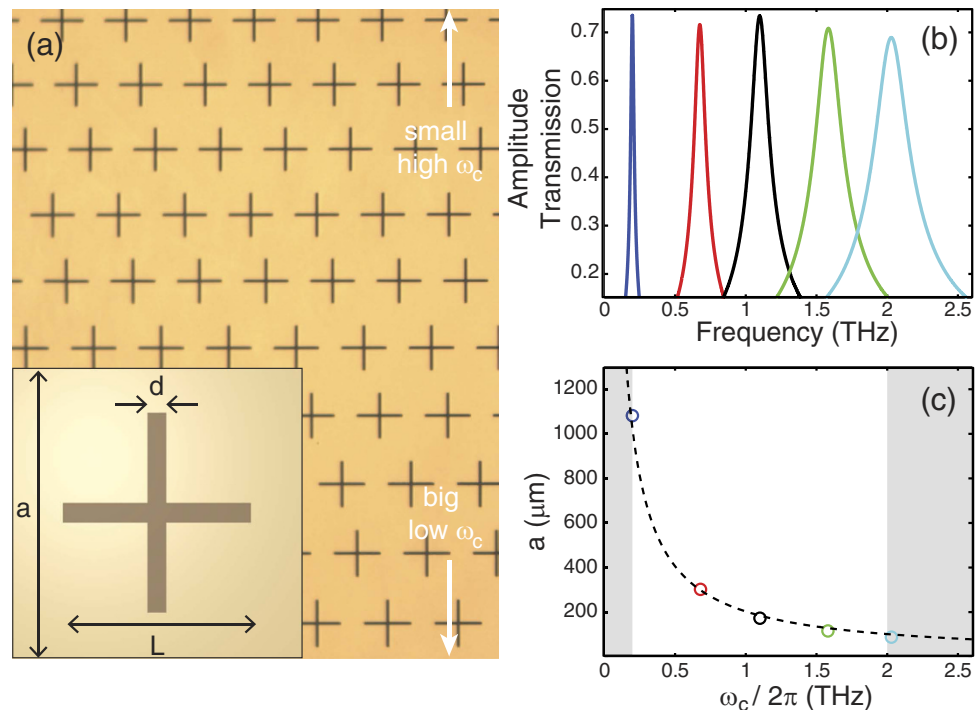 (a)
small
high ω_c
big
low ω_c
d
a
L
(b)
Amplitude
Transmission
0.7
0.6
0.5
0.4
0.3
0.2
0
0.5
1
1.5
2
2.5
Frequency (THz)
(c)
a (μm)
1200
1000
800
600
400
200
0
0.5
1
1.5
2
2.5
ω_c / 2π (THz)